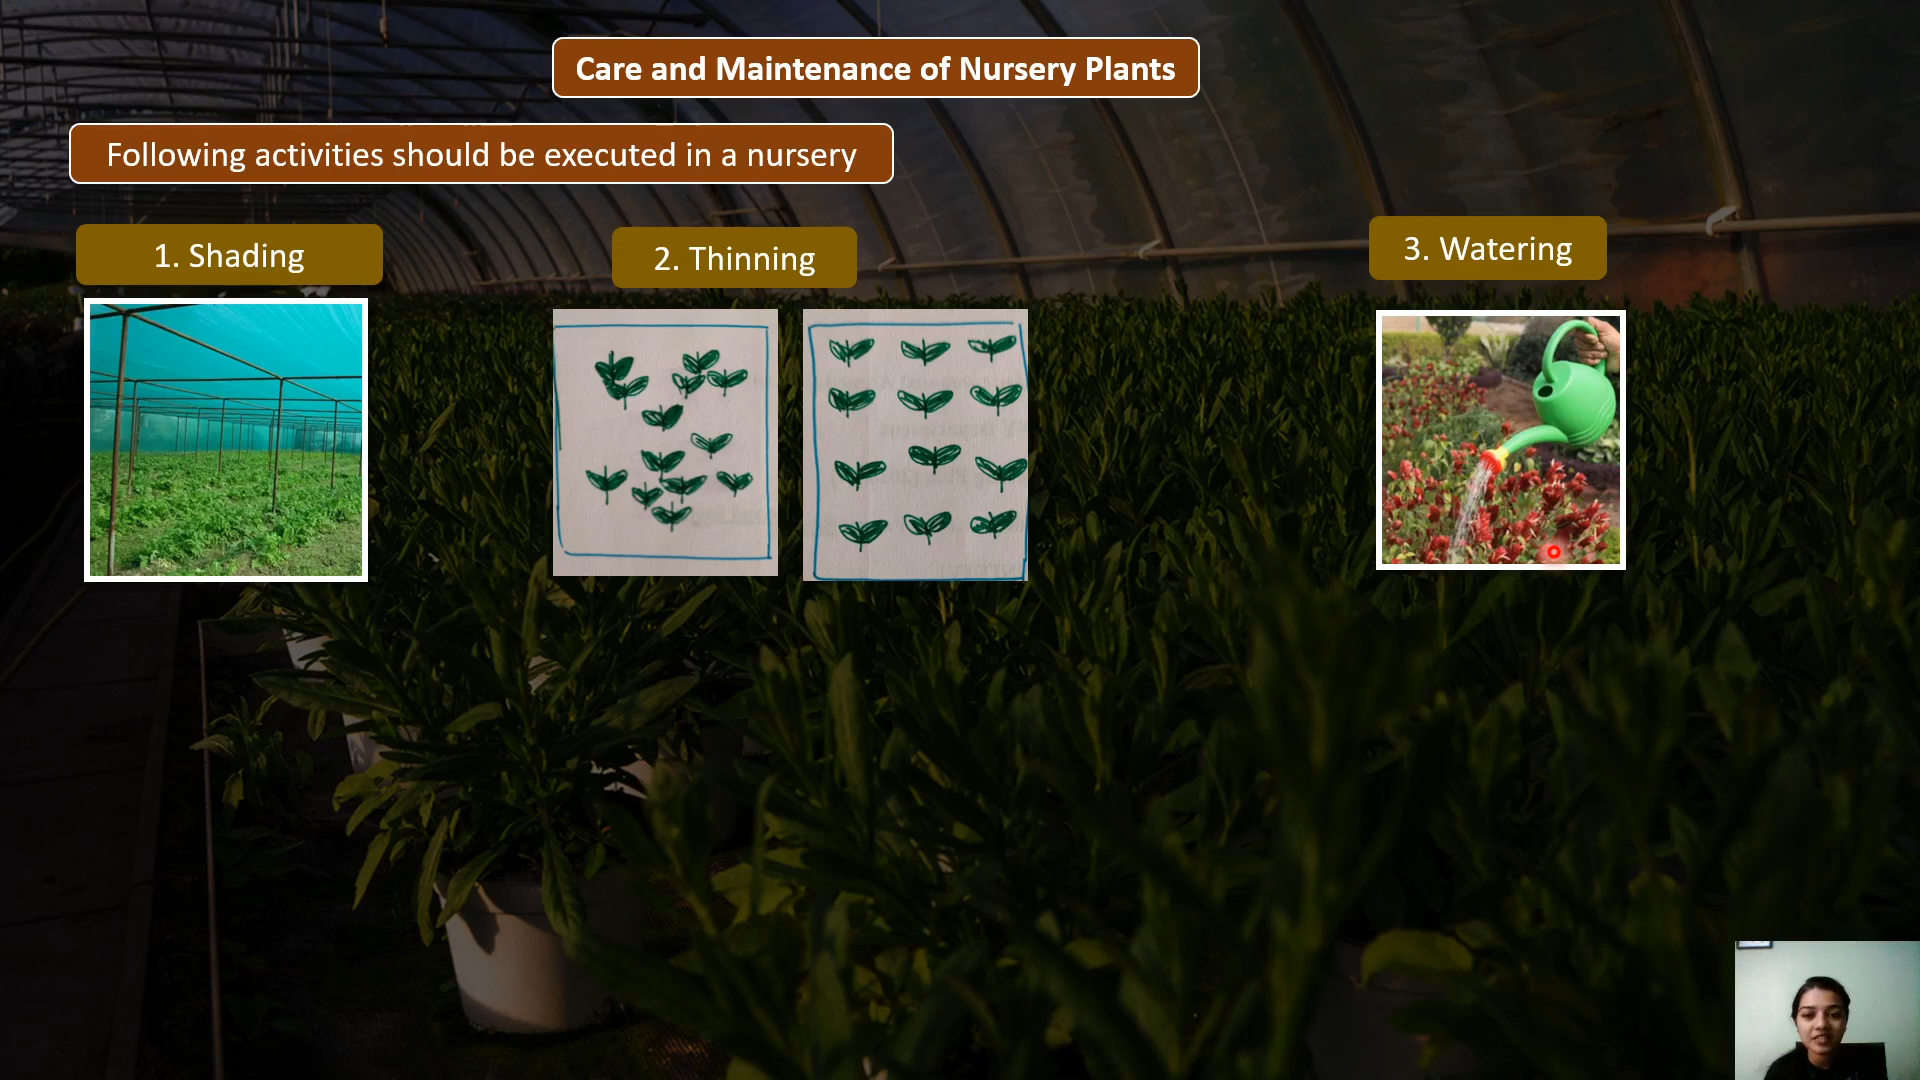 Care and Maintenance of Nursery Plants
Following activities should be executed in a nursery
1. Shading
2. Thinning
3. Watering